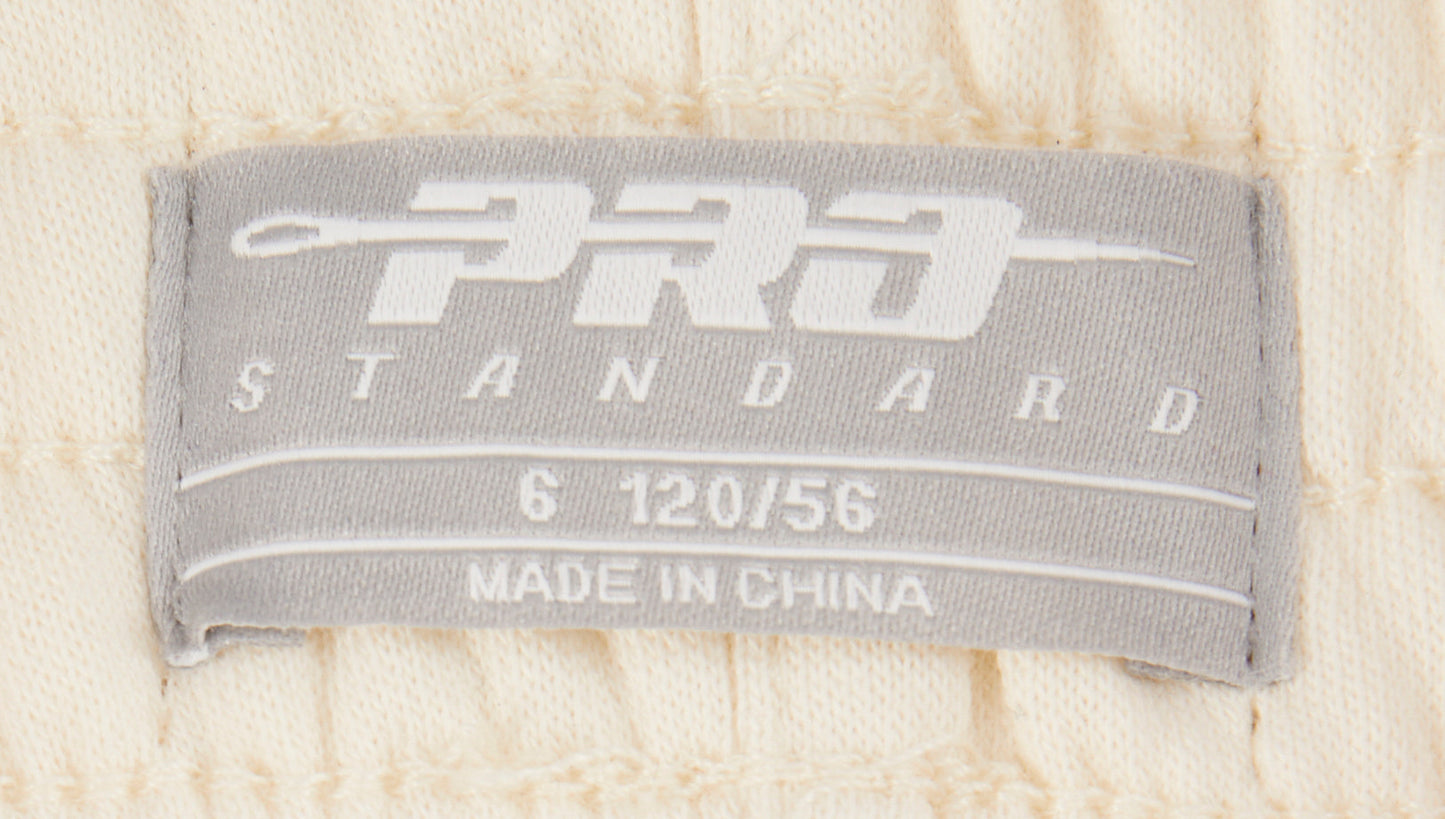 PRO
STANDARD
6 120/56
MADE IN CHINA